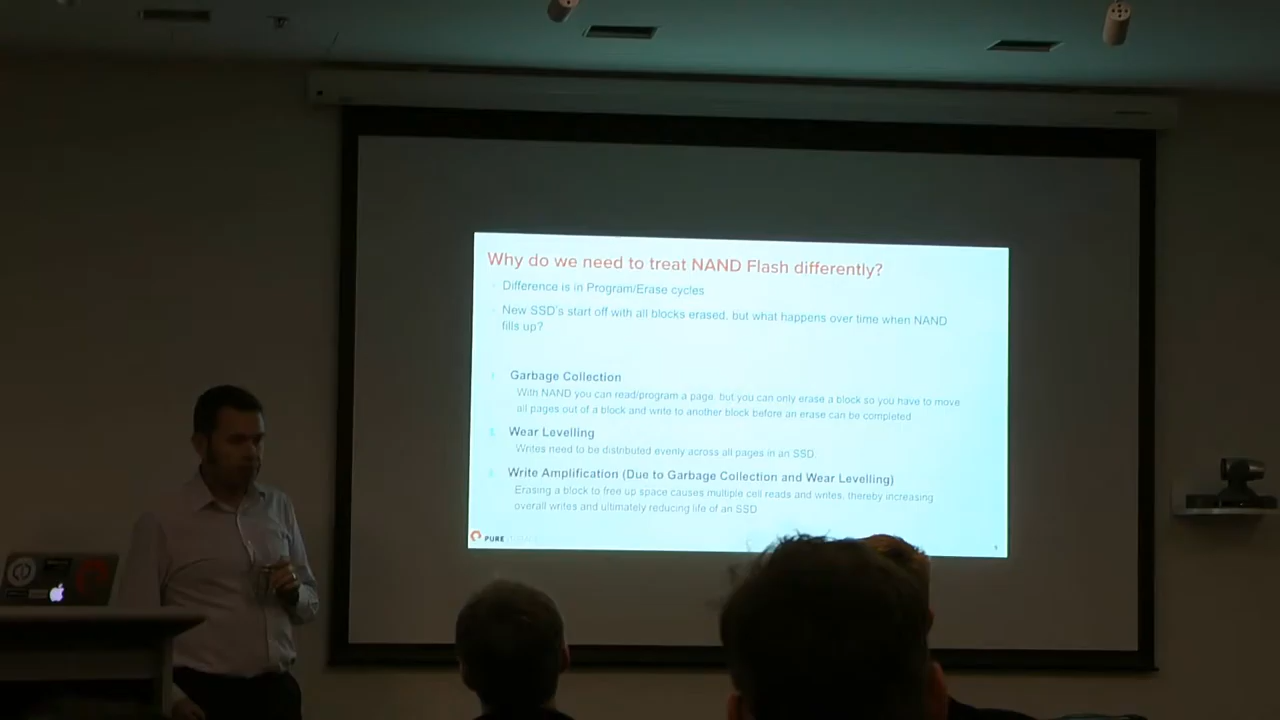 Why do we need to treat NAND Flash differently?
Difference is in Program/Erase cycles
New SSD's start off with all blocks erased, but what happens over time when NAND
fills up?
Garbage Collection
With NAND you can read/program a page, but you can only erase a block so you have to move
all pages out of a block and write to another block before an erase can be completed
Wear Levelling
Writes need to be distributed evenly across all pages in an SSD
Write Amplification (Due to Garbage Collection and Wear Levelling)
Erasing a block to free up space causes multiple cell reads and writes, thereby increasing
overall writes and ultimately reducing life of an SSD
PURE